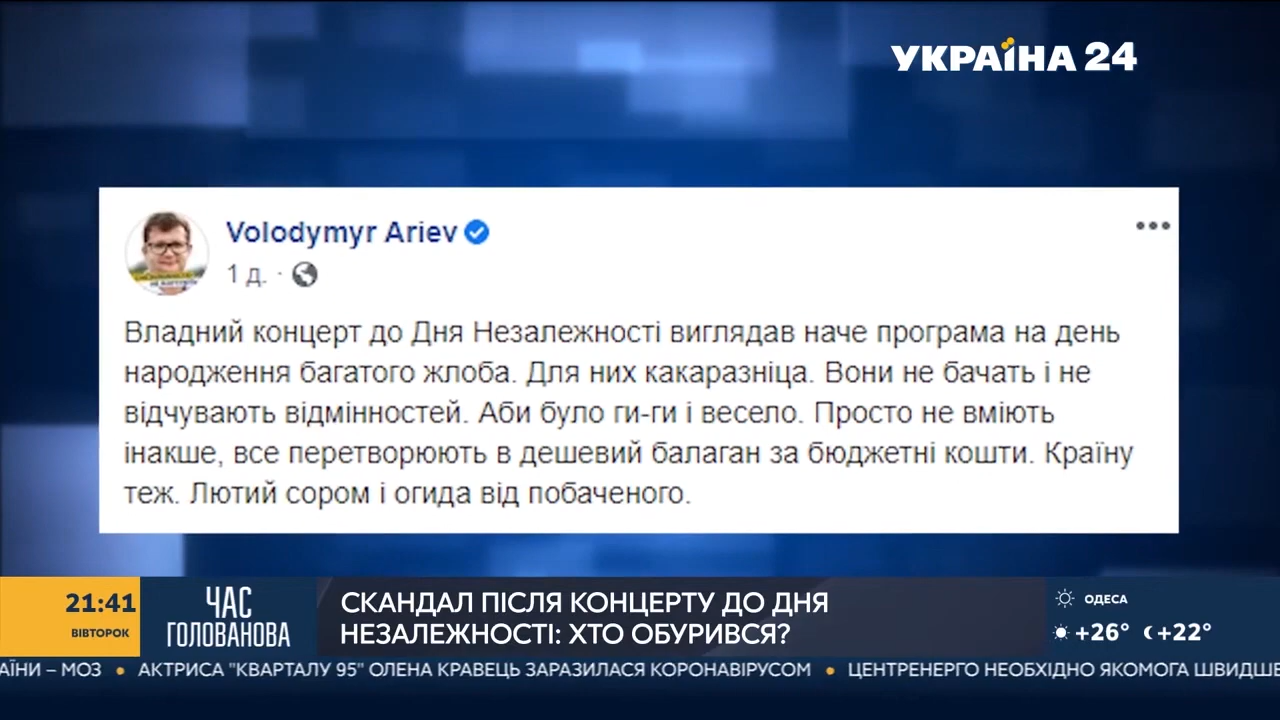 УКРАЇНА 24
Volodymyr Ariev
1 д. ·
Владний концерт до Дня Незалежності виглядав наче програма на день
народження багатого жлоба. Для них какаразніца. Вони не бачать і не
відчувають відмінностей. Аби було ги-ги і весело. Просто не вміють
інакше, все перетворюють в дешевий балаган за бюджетні кошти. Країну
теж. Лютий сором і огида від побаченого.
21:41
ВІВТОРОК
ЧАС
ГОЛОВАНОВА
СКАНДАЛ ПІСЛЯ КОНЦЕРТУ ДО ДНЯ
НЕЗАЛЕЖНОСТІ: ХТО ОБУРИВСЯ?
ОДЕСА
+26° +22°
АЇНИ – МОЗ • АКТРИСА "КВАРТАЛУ 95" ОЛЕНА КРАВЕЦЬ ЗАРАЗИЛАСЯ КОРОНАВІРУСОМ • ЦЕНТРЕНЕРГО НЕОБХІДНО ЯКОМОГА ШВИДШЕ